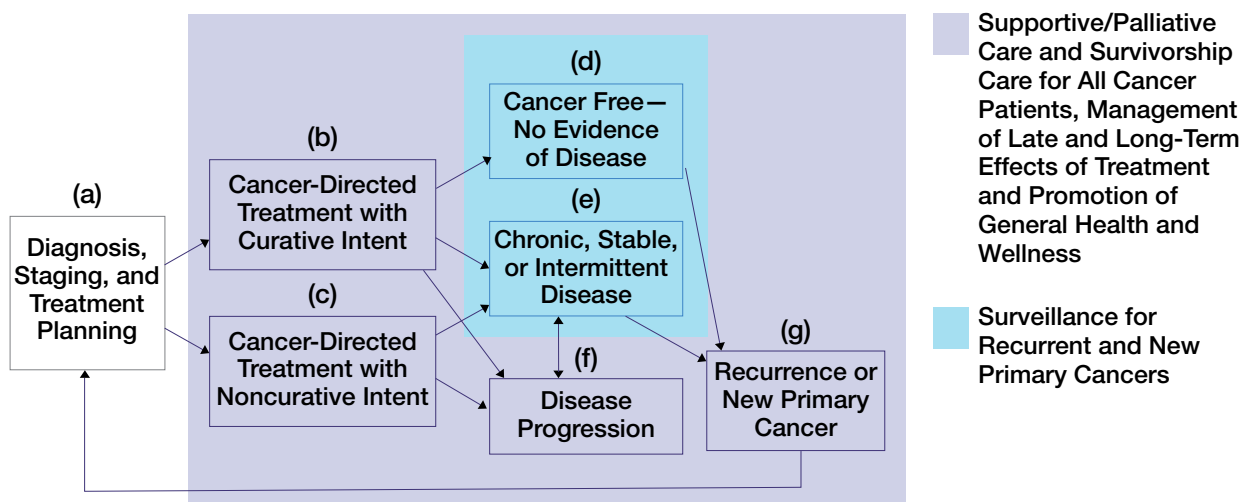 (a)
Diagnosis,
Staging, and
Treatment
Planning
(b)
Cancer-Directed
Treatment with
Curative Intent
(c)
Cancer-Directed
Treatment with
Noncurative Intent
(d)
Cancer Free—
No Evidence
of Disease
(e)
Chronic, Stable,
or Intermittent
Disease
(f)
Disease
Progression
(g)
Recurrence or
New Primary
Cancer
Supportive/Palliative
Care and Survivorship
Care for All Cancer
Patients, Management
of Late and Long-Term
Effects of Treatment
and Promotion of
General Health and
Wellness
Surveillance for
Recurrent and New
Primary Cancers